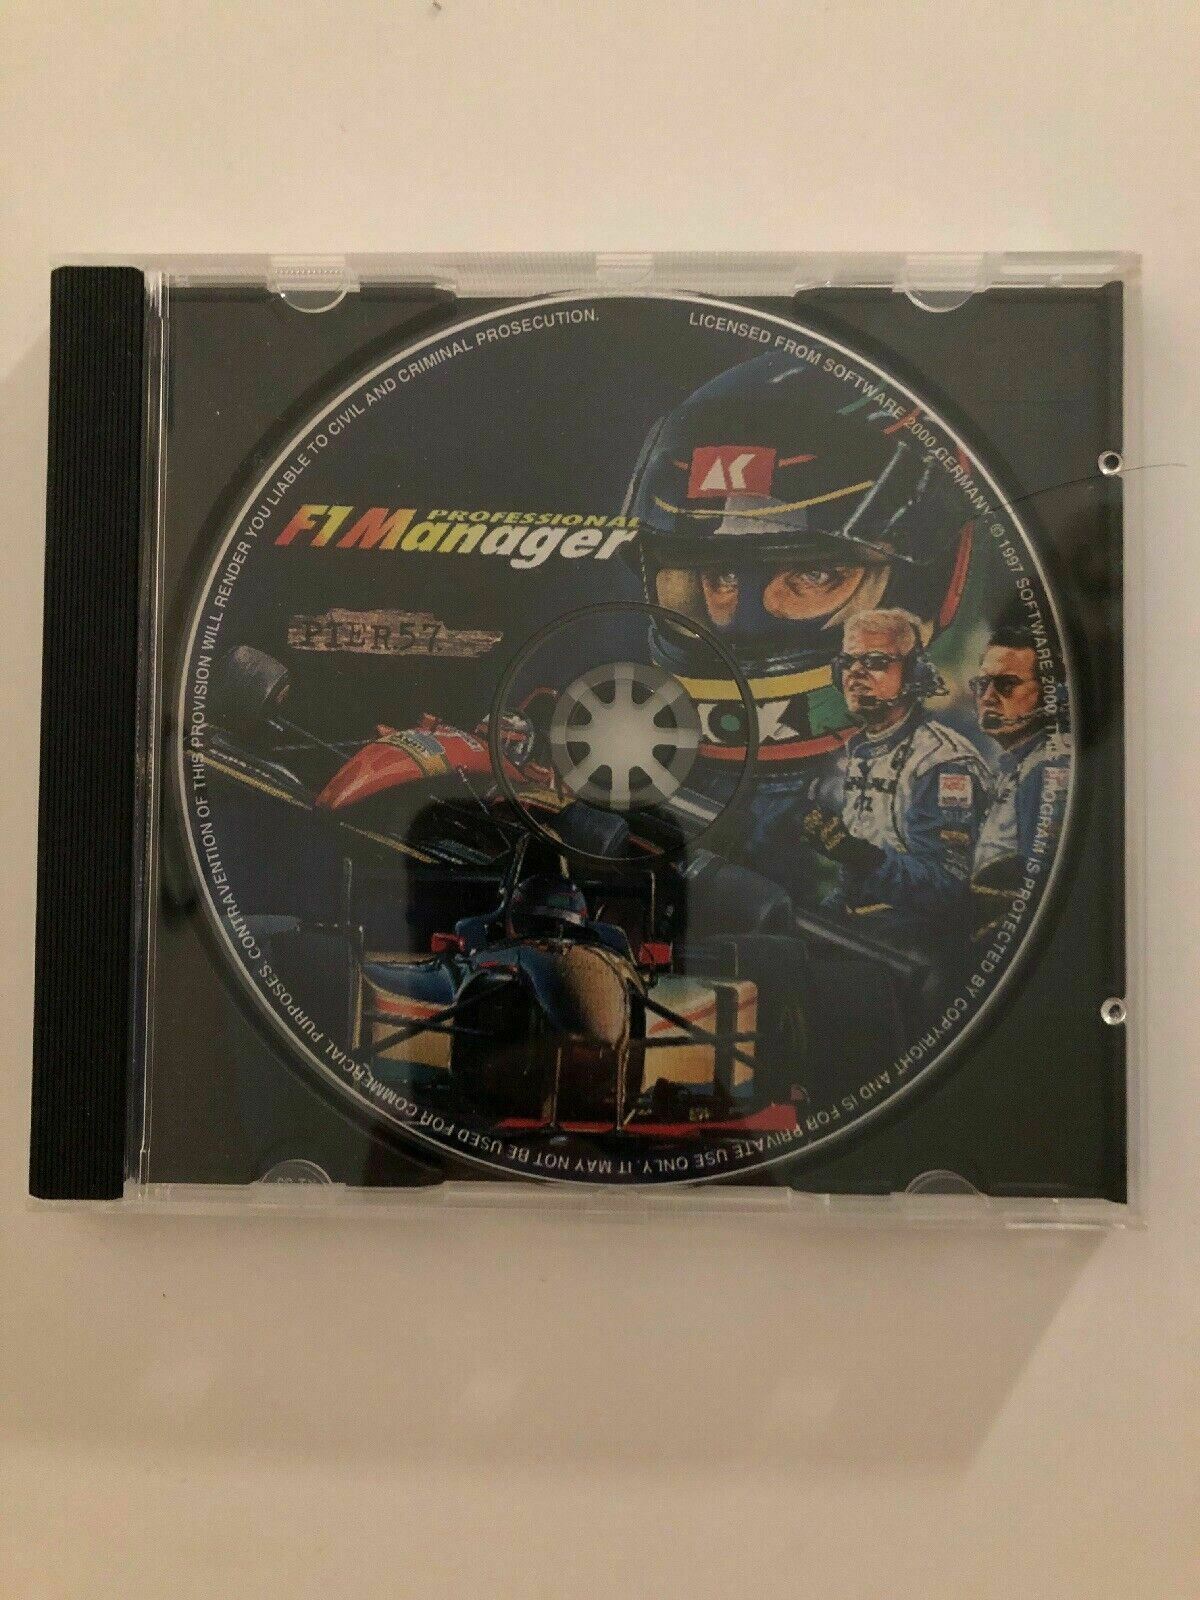 LICENSED FROM SOFTWARE 2000 GERMANY. © 1997 SOFTWARE 2000. THE PROGRAM IS PROTECTED BY COPYRIGHT AND IS FOR PRIVATE USE ONLY. IT MAY NOT BE USED FOR COMMERCIAL PURPOSES. CONTRAVENTION OF THIS PROVISION WILL RENDER YOU LIABLE TO CIVIL AND CRIMINAL PROSECUTION.
AK
PROFESSIONAL
F1 Manager
PIER57